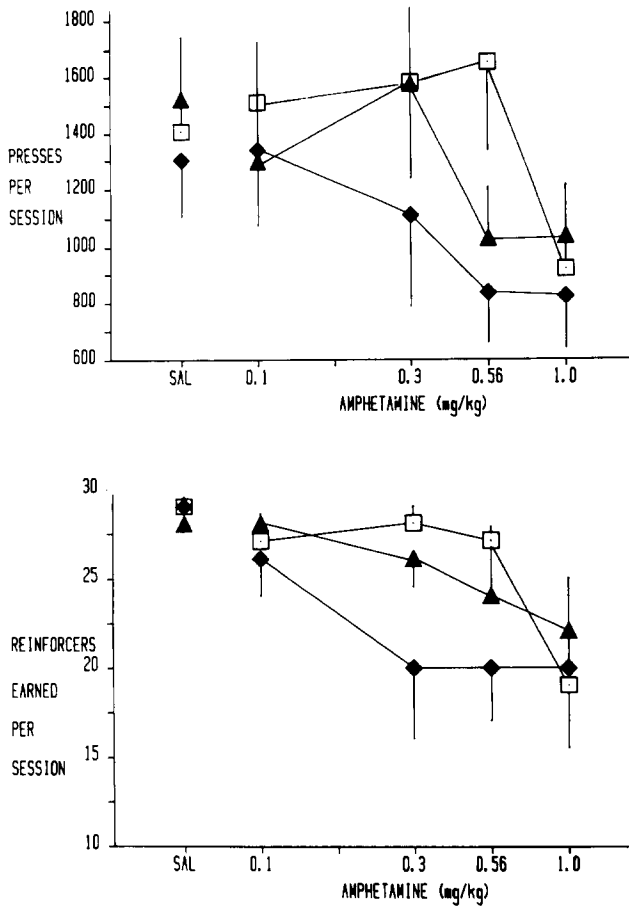 1800
1600
1400
PRESSES
PER
1200
SESSION
1000
800
600
SAL
0.1
0.3
0.56
1.0
AMPHETAMINE (mg/kg)
30
25
REINFORCERS
20
EARNED
PER
15
SESSION
10
SAL
0.1
0.3
0.56
1.0
AMPHETAMINE (mg/kg)